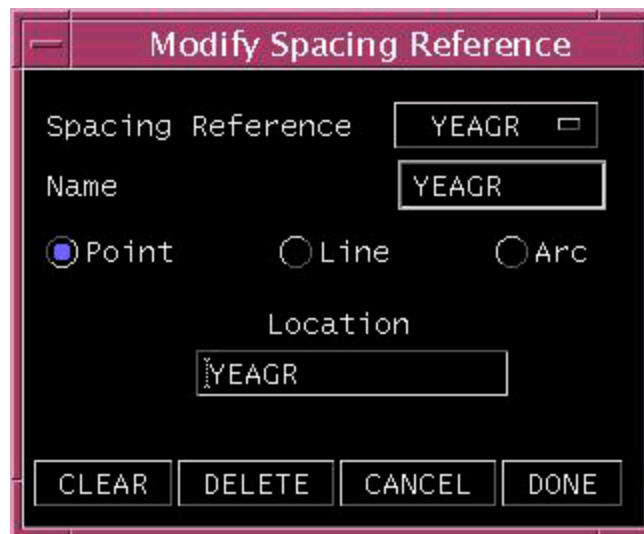 Modify Spacing Reference
Spacing Reference YEAGR
Name YEAGR
Point Line Arc
Location
YEAGR
CLEAR DELETE CANCEL DONE